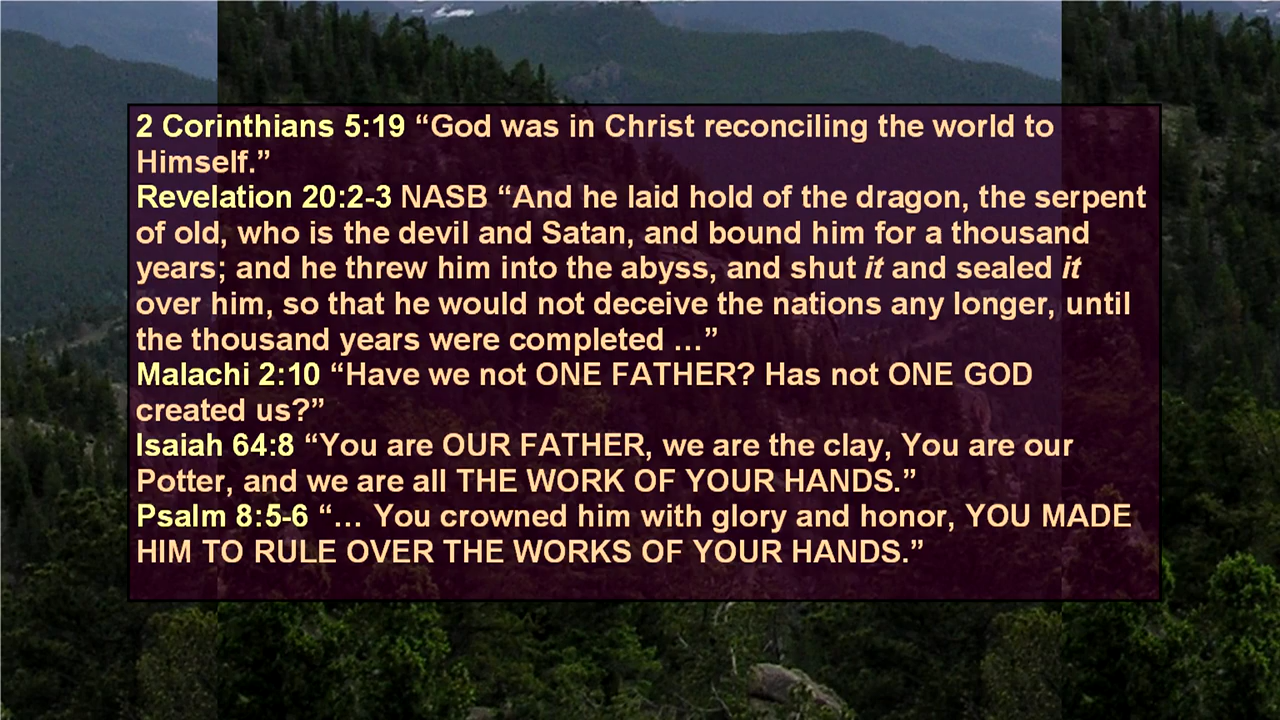 2 Corinthians 5:19 “God was in Christ reconciling the world to
Himself.”
Revelation 20:2-3 NASB “And he laid hold of the dragon, the serpent
of old, who is the devil and Satan, and bound him for a thousand
years; and he threw him into the abyss, and shut it and sealed it
over him, so that he would not deceive the nations any longer, until
the thousand years were completed …”
Malachi 2:10 “Have we not ONE FATHER? Has not ONE GOD
created us?”
Isaiah 64:8 “You are OUR FATHER, we are the clay, You are our
Potter, and we are all THE WORK OF YOUR HANDS.”
Psalm 8:5-6 “… You crowned him with glory and honor, YOU MADE
HIM TO RULE OVER THE WORKS OF YOUR HANDS.”